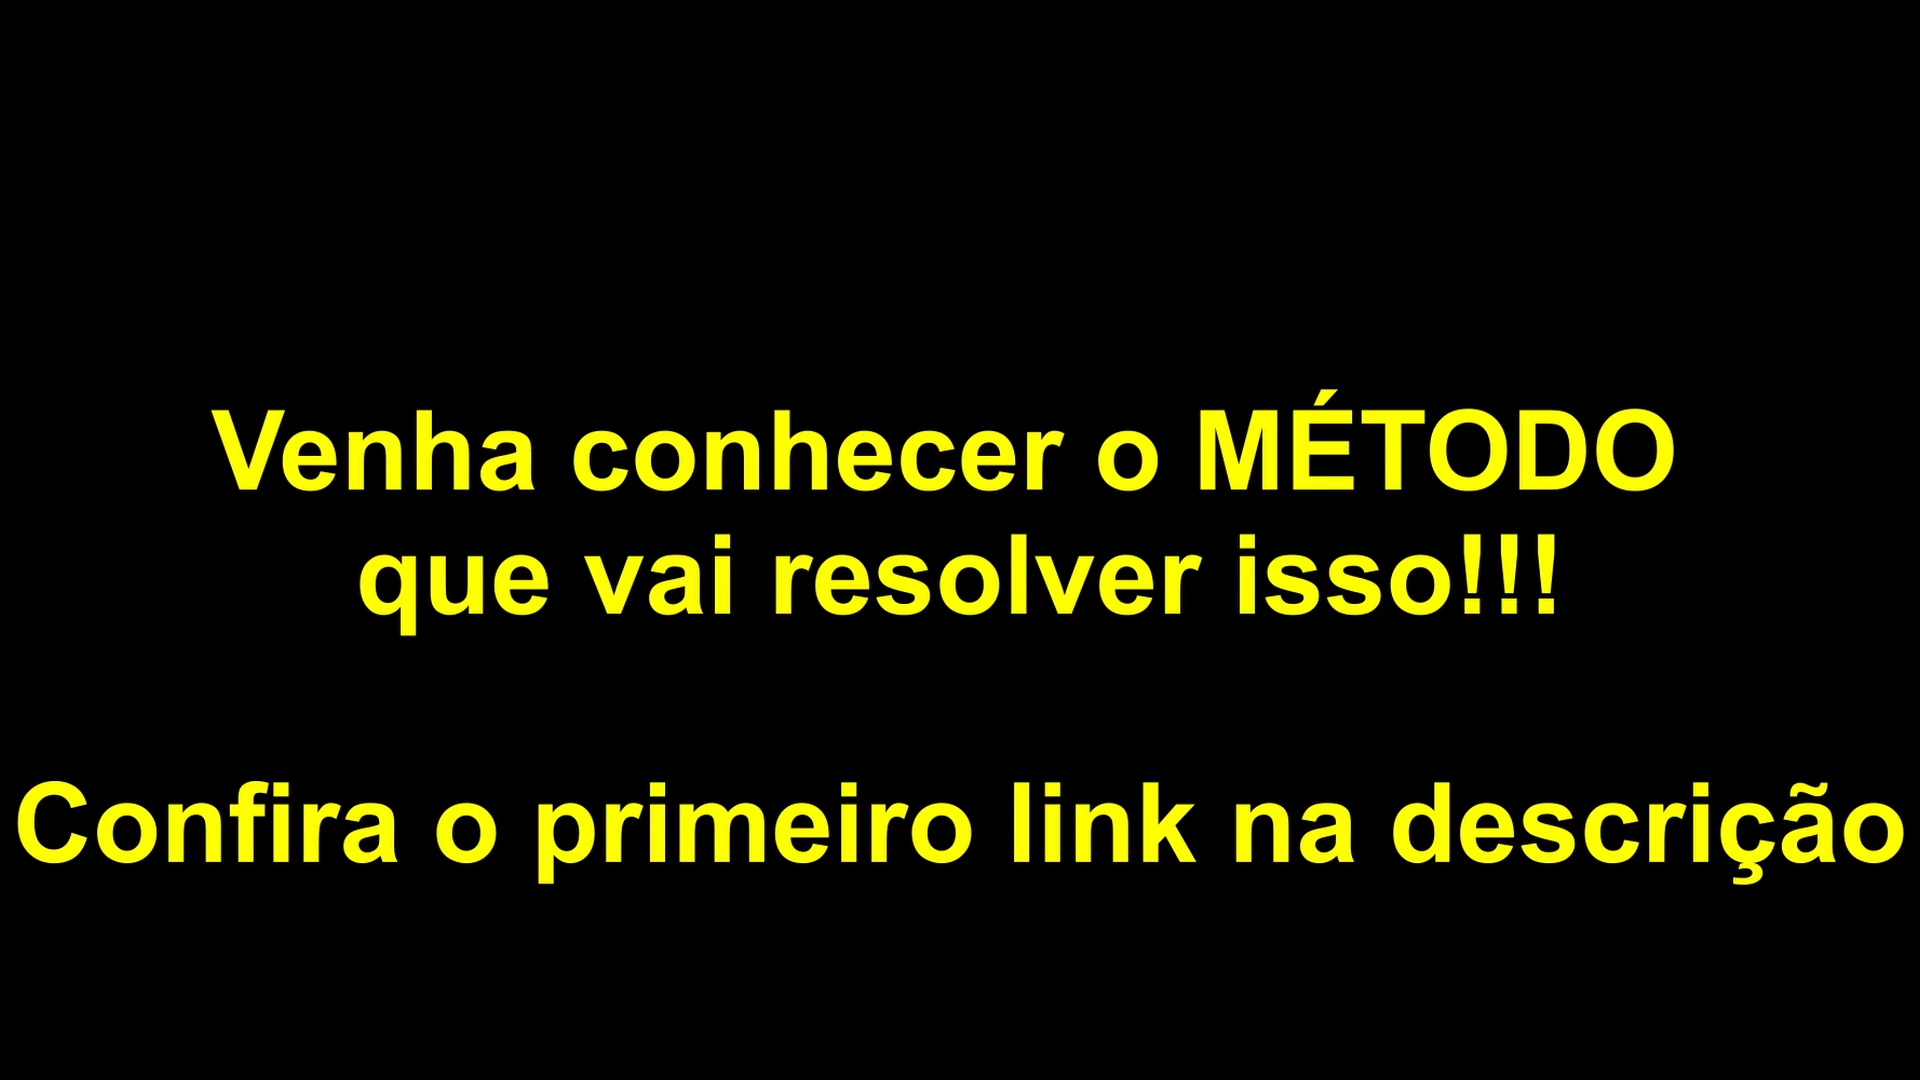 Venha conhecer o MÉTODO
que vai resolver isso!!!
Confira o primeiro link na descrição